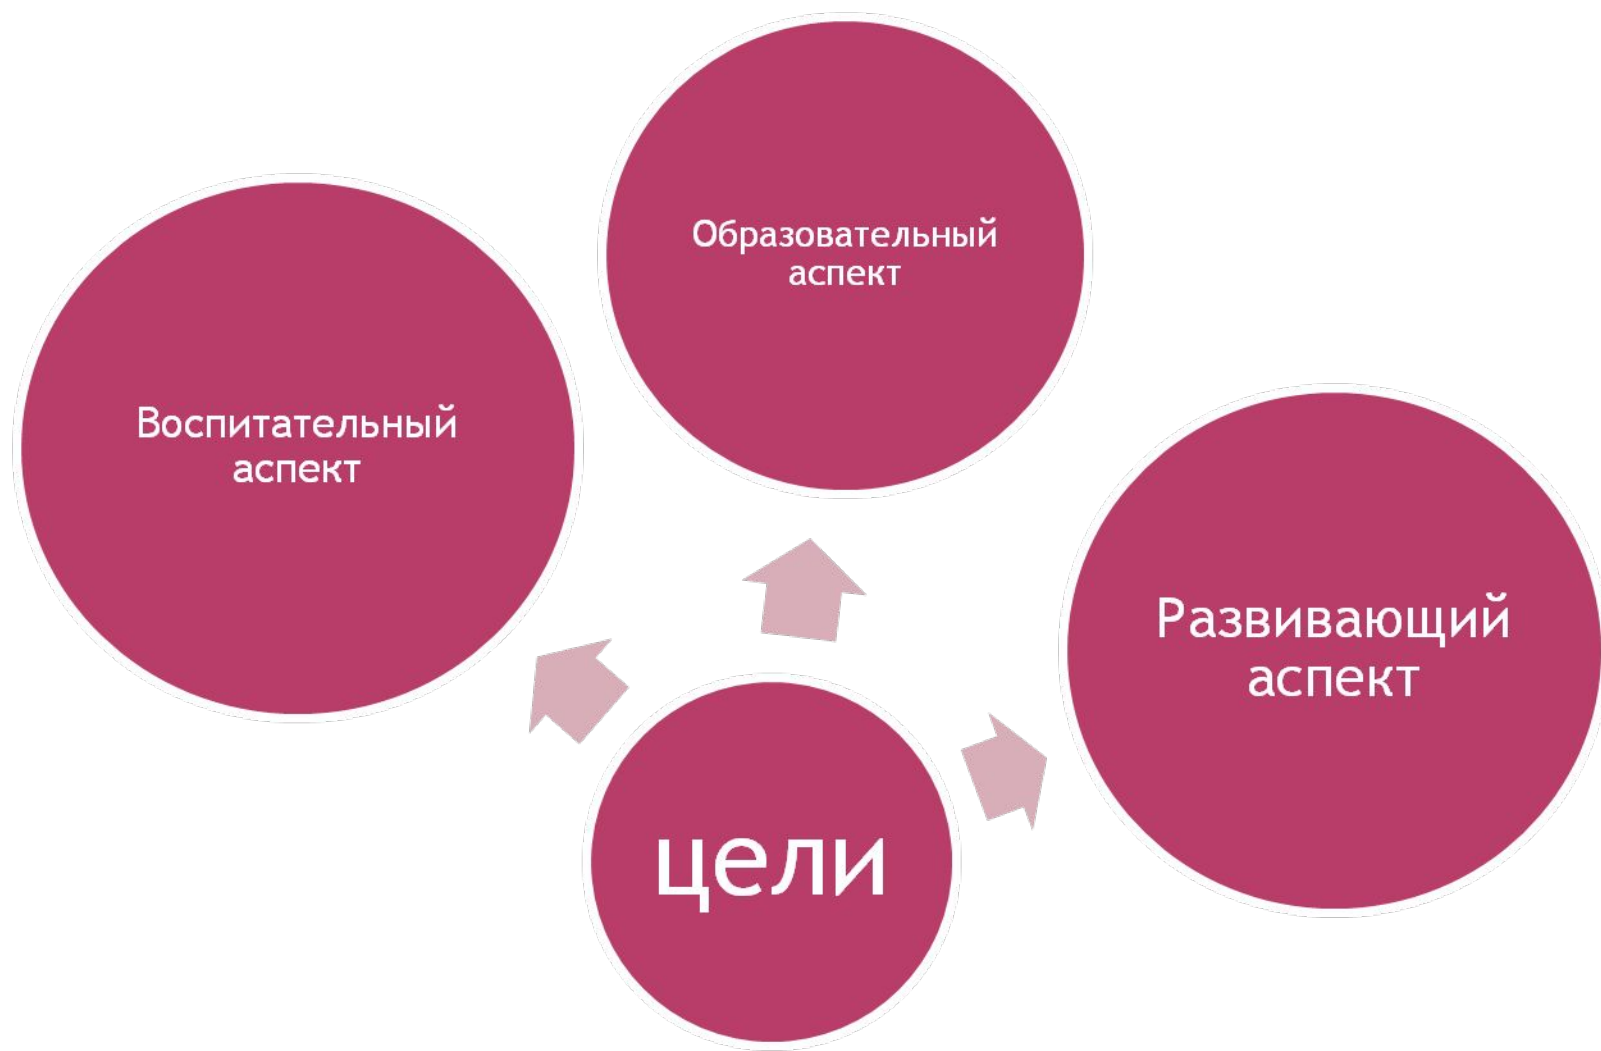 Образовательный
аспект
Воспитательный
аспект
Развивающий
аспект
цели